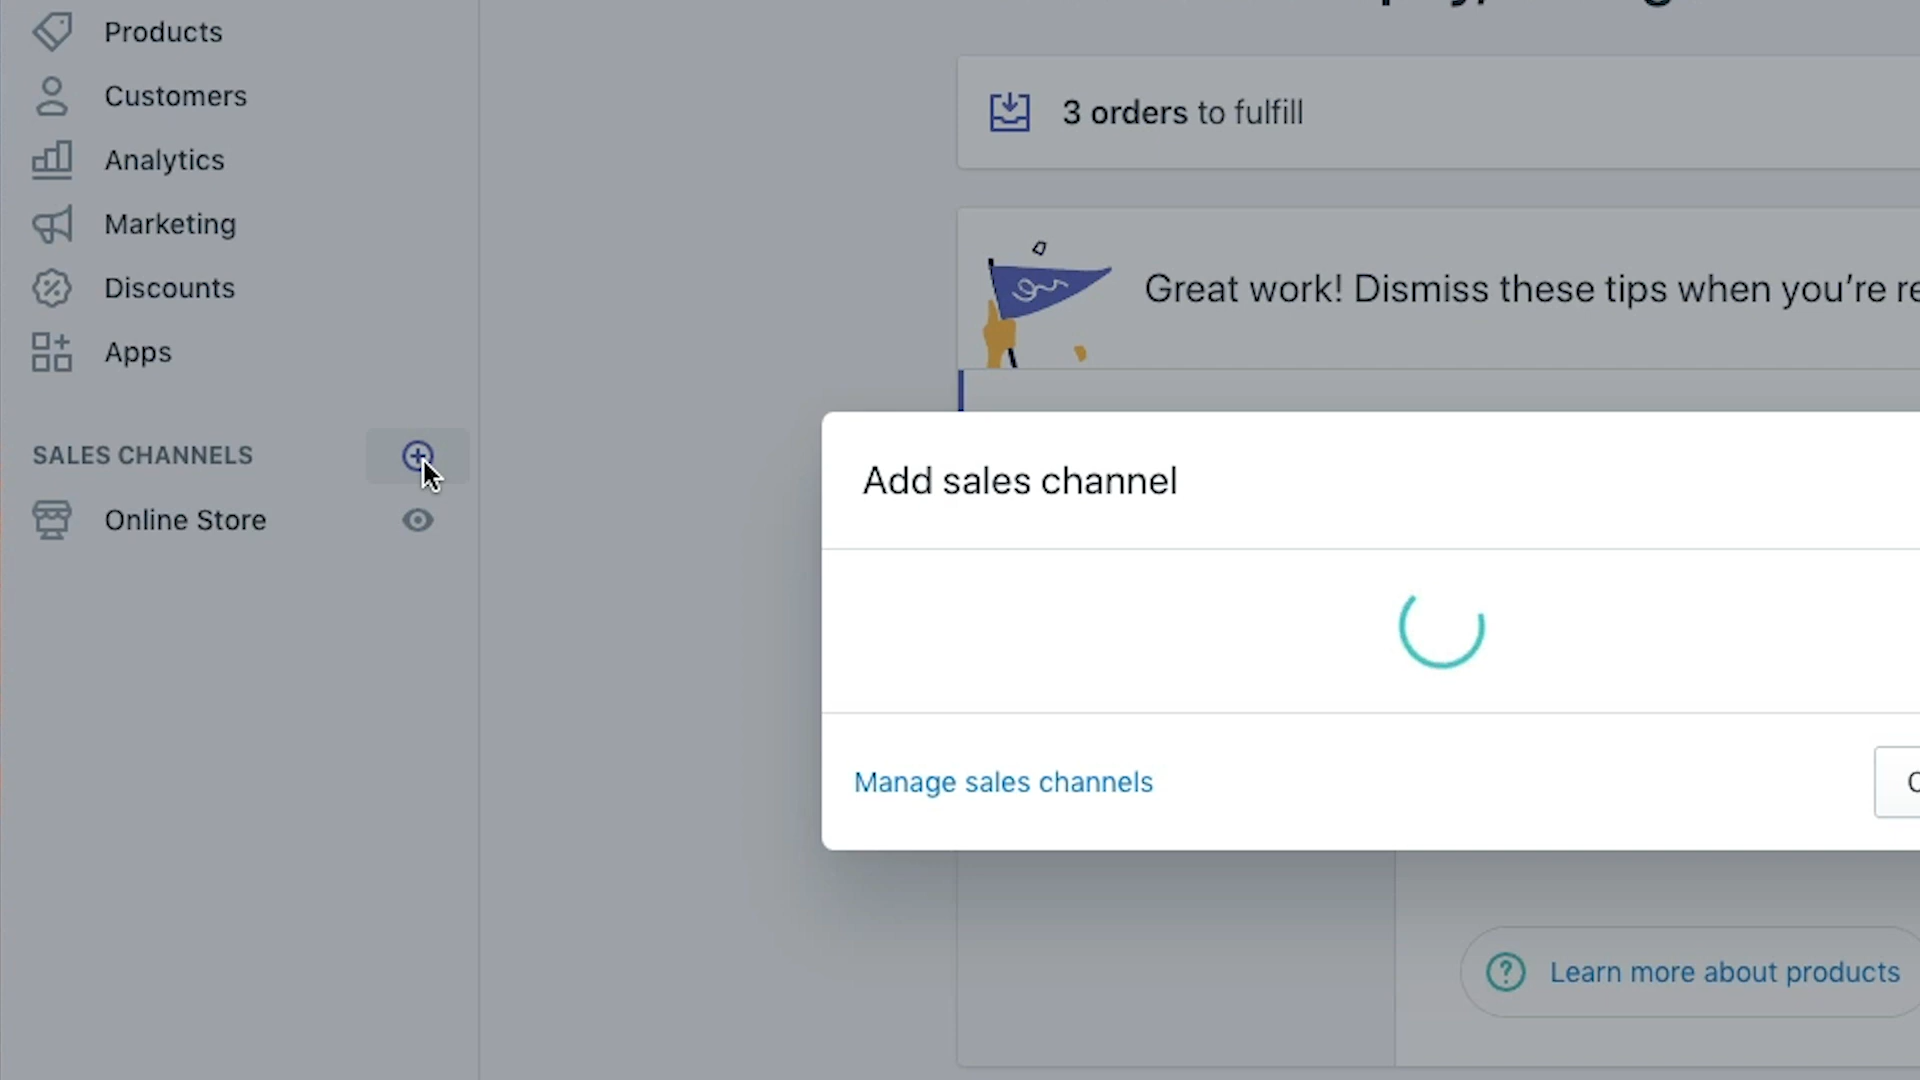 Products
Customers
Analytics
Marketing
Discounts
Apps
SALES CHANNELS
Online Store
3 orders to fulfill
Great work! Dismiss these tips when you’re
Add sales channel
Manage sales channels
Learn more about products